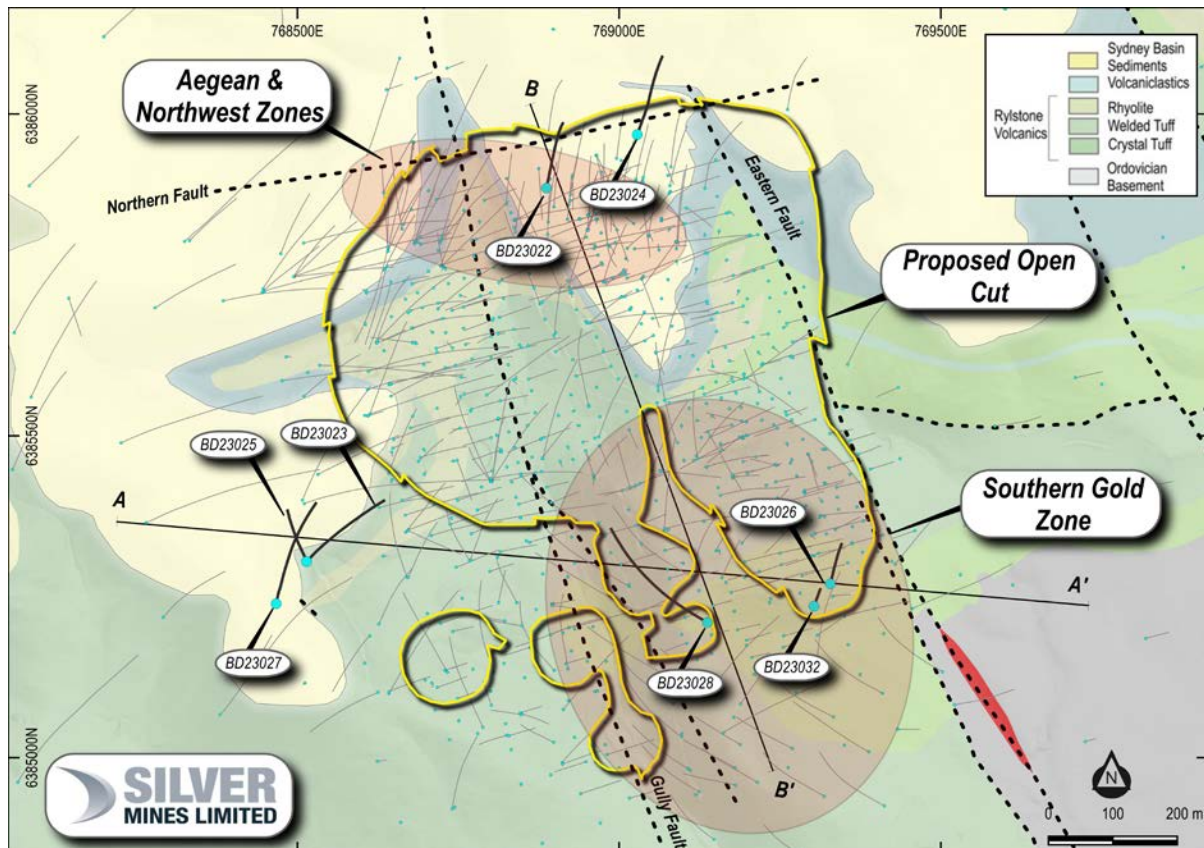 768500E
769000E
769500E
Sydney Basin
Sediments
Volcaniclastics
Rylstone
Volcanics
Rhyolite
Welded Tuff
Crystal Tuff
Ordovician
Basement
Aegean &
Northwest Zones
B
6386000N
Northern Fault
BD23024
BD23022
Eastern Fault
Proposed Open
Cut
6385500N
BD23025
BD23023
A
BD23026
Southern Gold
Zone
A'
BD23027
BD23028
BD23032
6385000N
B'
Gully Fault
SILVER
MINES LIMITED
N
0
100
200 m